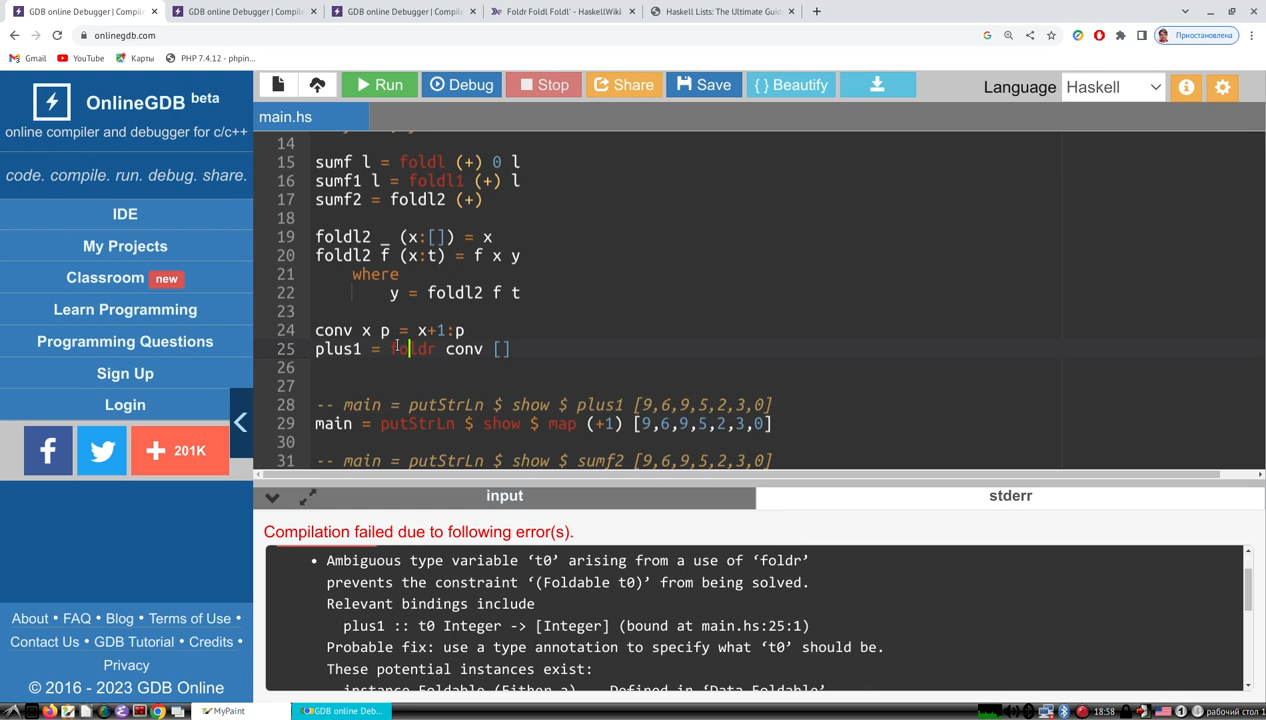 GDB online Debugger | Compile
GDB online Debugger | Compile
GDB online Debugger | Compile
Foldr Foldl Foldl' - HaskellWiki
Haskell Lists: The Ultimate Guid
onlinegdb.com
Приостановлена
Gmail
YouTube
Карты
PHP 7.4.12 - phpin...
OnlineGDB beta
online compiler and debugger for c/c++
code. compile. run. debug. share.
IDE
My Projects
Classroom new
Learn Programming
Programming Questions
Sign Up
Login
201K
About • FAQ • Blog • Terms of Use •
Contact Us • GDB Tutorial • Credits •
Privacy
© 2016 - 2023 GDB Online
Run
Debug
Stop
Share
Save
{ } Beautify
Language Haskell
main.hs
14
15 sumf l = foldl (+) 0 l
16 sumf1 l = foldl1 (+) l
17 sumf2 = foldl2 (+)
18
19 foldl2 _ (x:[]) = x
20 foldl2 f (x:t) = f x y
21 where
22 y = foldl2 f t
23
24 conv x p = x+1:p
25 plus1 = foldr conv []
26
27
28 -- main = putStrLn $ show $ plus1 [9,6,9,5,2,3,0]
29 main = putStrLn $ show $ map (+1) [9,6,9,5,2,3,0]
30
31 -- main = putStrLn $ show $ sumf2 [9,6,9,5,2,3,0]
input
stderr
Compilation failed due to following error(s).
• Ambiguous type variable ‘t0’ arising from a use of ‘foldr’
prevents the constraint ‘(Foldable t0)’ from being solved.
Relevant bindings include
plus1 :: t0 Integer -> [Integer] (bound at main.hs:25:1)
Probable fix: use a type annotation to specify what ‘t0’ should be.
These potential instances exist:
instance Foldable (Either a) -- Defined in ‘Data.Foldable’
MyPaint
GDB online Deb...
18:58
рабочий стол 1